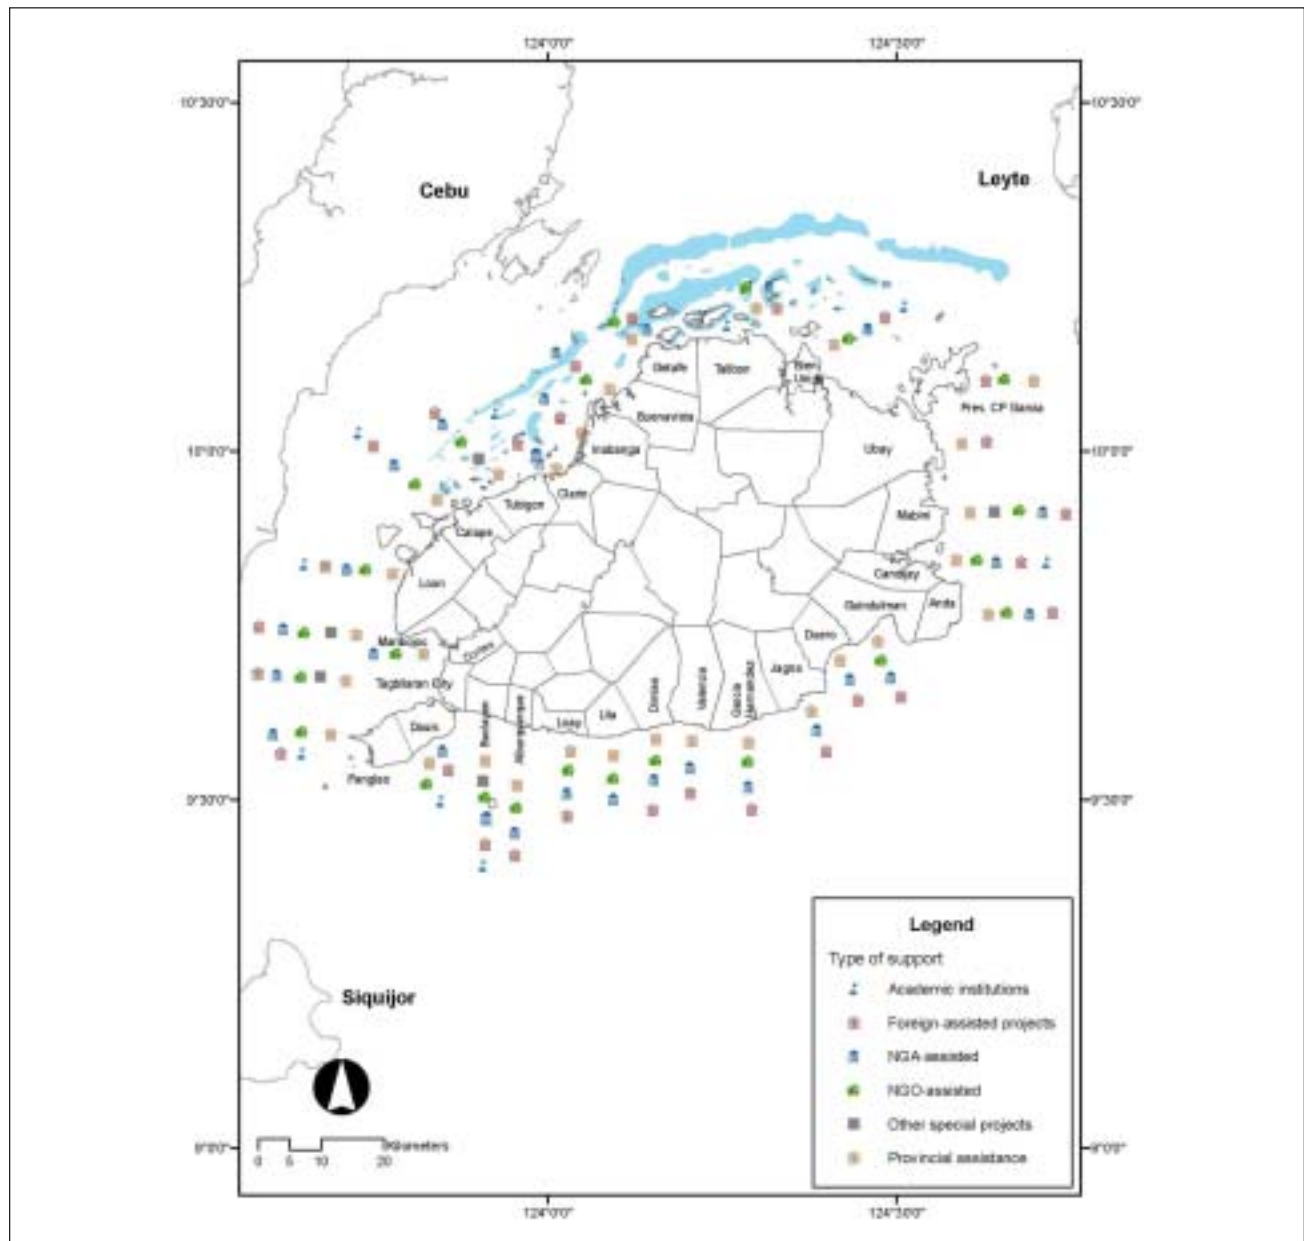 124°0'0"
124°30'0"
10°30'0"
10°30'0"
Cebu
Leyte
Getafe
Talibon
Bien
Unido
Pres. CP Garcia
Buenavista
10°0'0"
Inabanga
Ubay
10°0'0"
Clarin
Tubigon
Mabini
Calape
Candijay
Loon
Guindulman
Anda
Duero
Maribojoc
Cortes
Jagna
Tagbilaran City
Garcia
Hernandez
Valencia
Dimiao
Lila
Loay
Alburquerque
Baclayon
Dauis
Panglao
9°30'0"
9°30'0"
Legend
Type of support
Academic institutions
Foreign-assisted projects
NGA-assisted
NGO-assisted
Other special projects
Provincial assistance
Siquijor
Kilometers
0 5 10 20
9°0'0"
9°0'0"
124°0'0"
124°30'0"